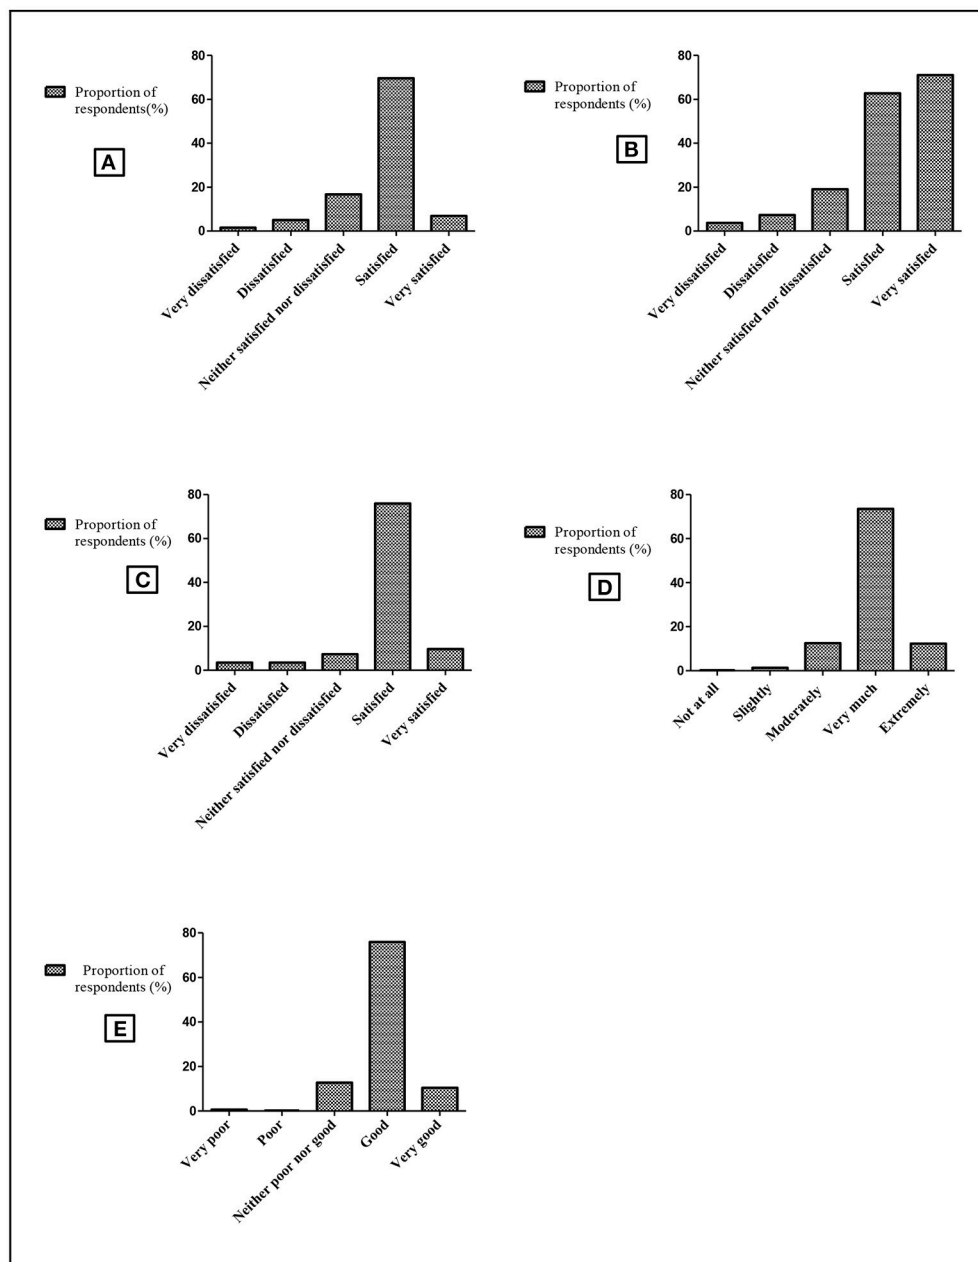 Proportion of
respondents(%)
A
80
60
40
20
0
Very dissatisfied
Dissatisfied
Neither satisfied nor dissatisfied
Satisfied
Very satisfied
Proportion of
respondents (%)
B
80
60
40
20
0
Very dissatisfied
Dissatisfied
Neither satisfied nor dissatisfied
Satisfied
Very satisfied
Proportion of
respondents (%)
C
80
60
40
20
0
Very dissatisfied
Dissatisfied
Neither satisfied nor dissatisfied
Satisfied
Very satisfied
Proportion of
respondents (%)
D
80
60
40
20
0
Not at all
Slightly
Moderately
Very much
Extremely
Proportion of
respondents (%)
E
80
60
40
20
0
Very poor
Poor
Neither poor nor good
Good
Very good